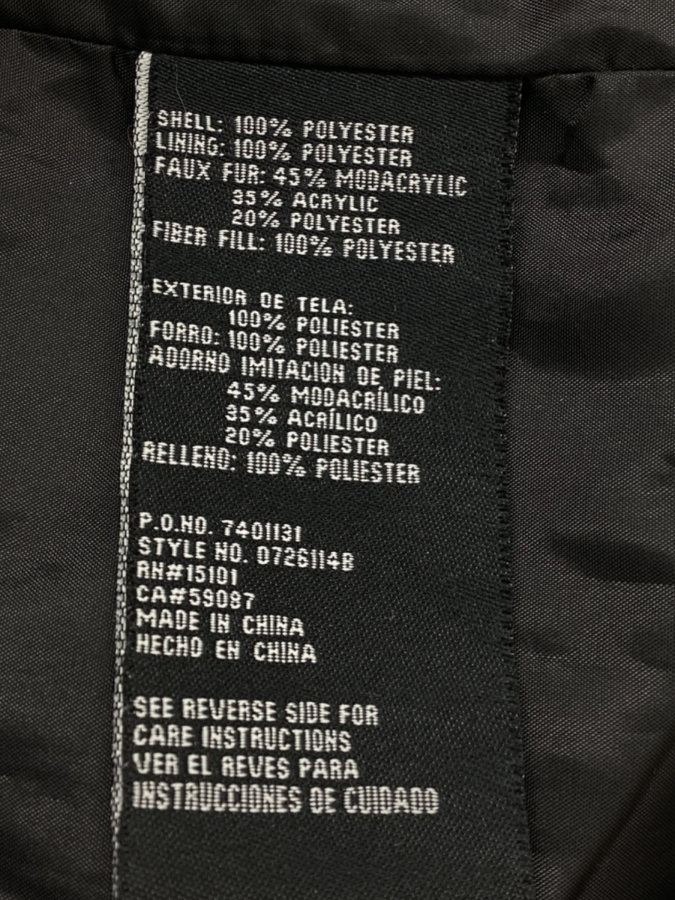 SHELL: 100% POLYESTER
LINING: 100% POLYESTER
FAUX FUR: 45% MODACRYLIC
35% ACRYLIC
20% POLYESTER
FIBER FILL: 100% POLYESTER
EXTERIOR DE TELA:
100% POLIESTER
FORRO: 100% POLIESTER
ADORNO IMITACION DE PIEL:
45% MODACRÍLICO
35% ACRÍLICO
20% POLIESTER
RELLENO: 100% POLIESTER
P.O.NO. 7401131
STYLE NO. 0726114B
RN#15101
CA#59097
MADE IN CHINA
HECHO EN CHINA
SEE REVERSE SIDE FOR
CARE INSTRUCTIONS
VER EL REVES PARA
INSTRUCCIONES DE CUIDADO